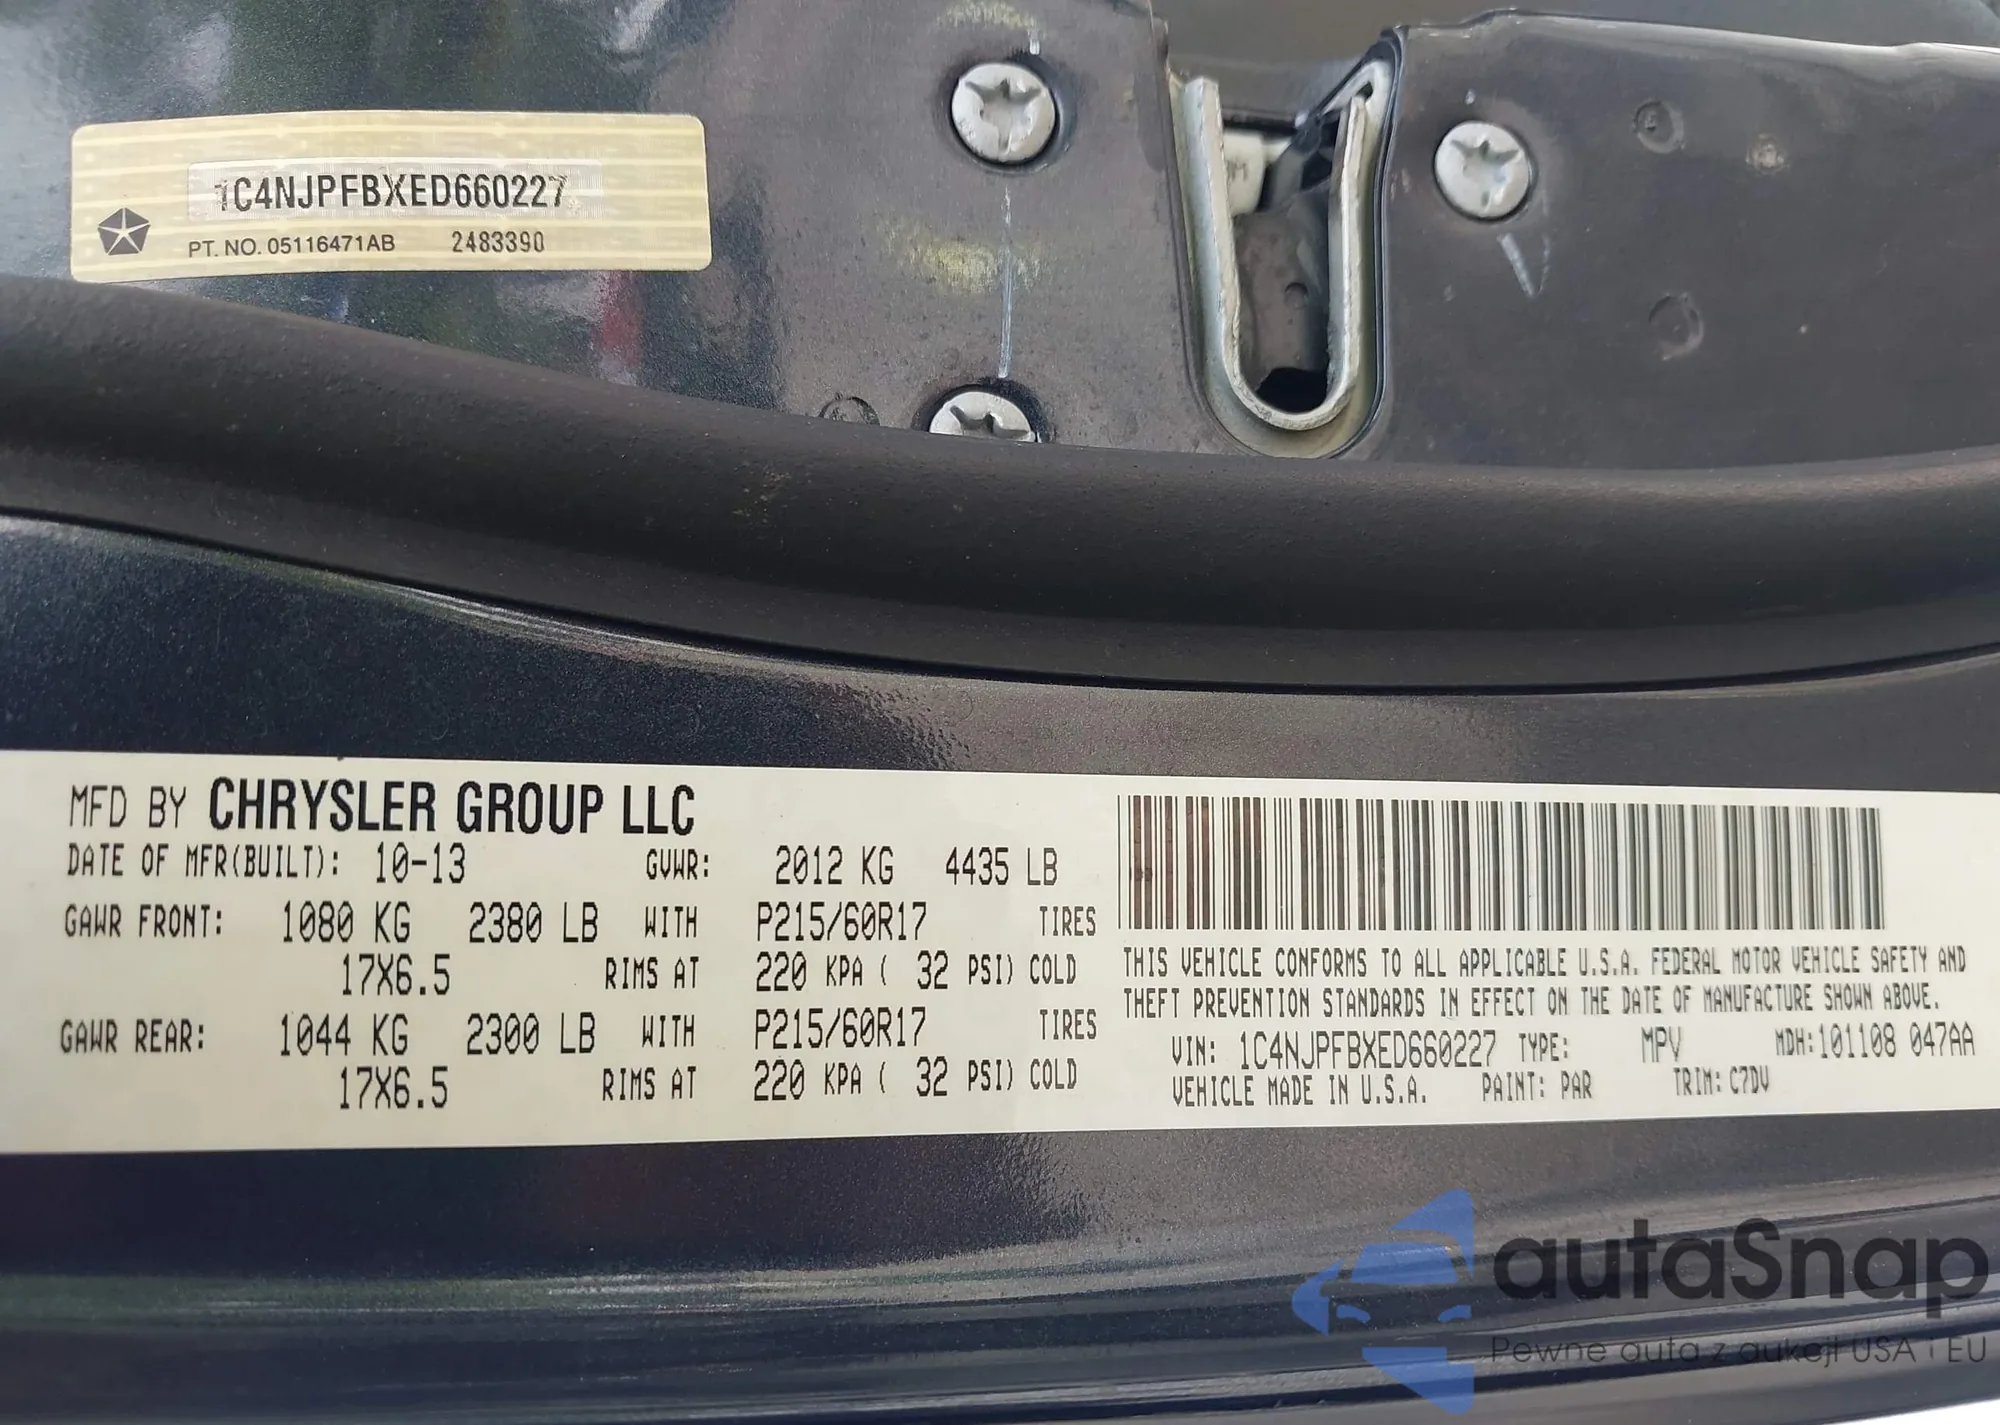 1C4NJPFBXED660227
PT. NO. 05116471AB 2483390
MFD BY CHRYSLER GROUP LLC
DATE OF MFR(BUILT): 10-13 GVWR: 2012 KG 4435 LB
GAWR FRONT: 1080 KG 2380 LB WITH P215/60R17 TIRES
17X6.5 RIMS AT 220 KPA ( 32 PSI) COLD
GAWR REAR: 1044 KG 2300 LB WITH P215/60R17 TIRES
17X6.5 RIMS AT 220 KPA ( 32 PSI) COLD
THIS VEHICLE CONFORMS TO ALL APPLICABLE U.S.A. FEDERAL MOTOR VEHICLE SAFETY AND
THEFT PREVENTION STANDARDS IN EFFECT ON THE DATE OF MANUFACTURE SHOWN ABOVE.
VIN: 1C4NJPFBXED660227 TYPE: MPV MDH:101108 047AA
VEHICLE MADE IN U.S.A. PAINT: PAR TRIM: C7DV
autaSnap
Pewne auta z aukcji USA i EU